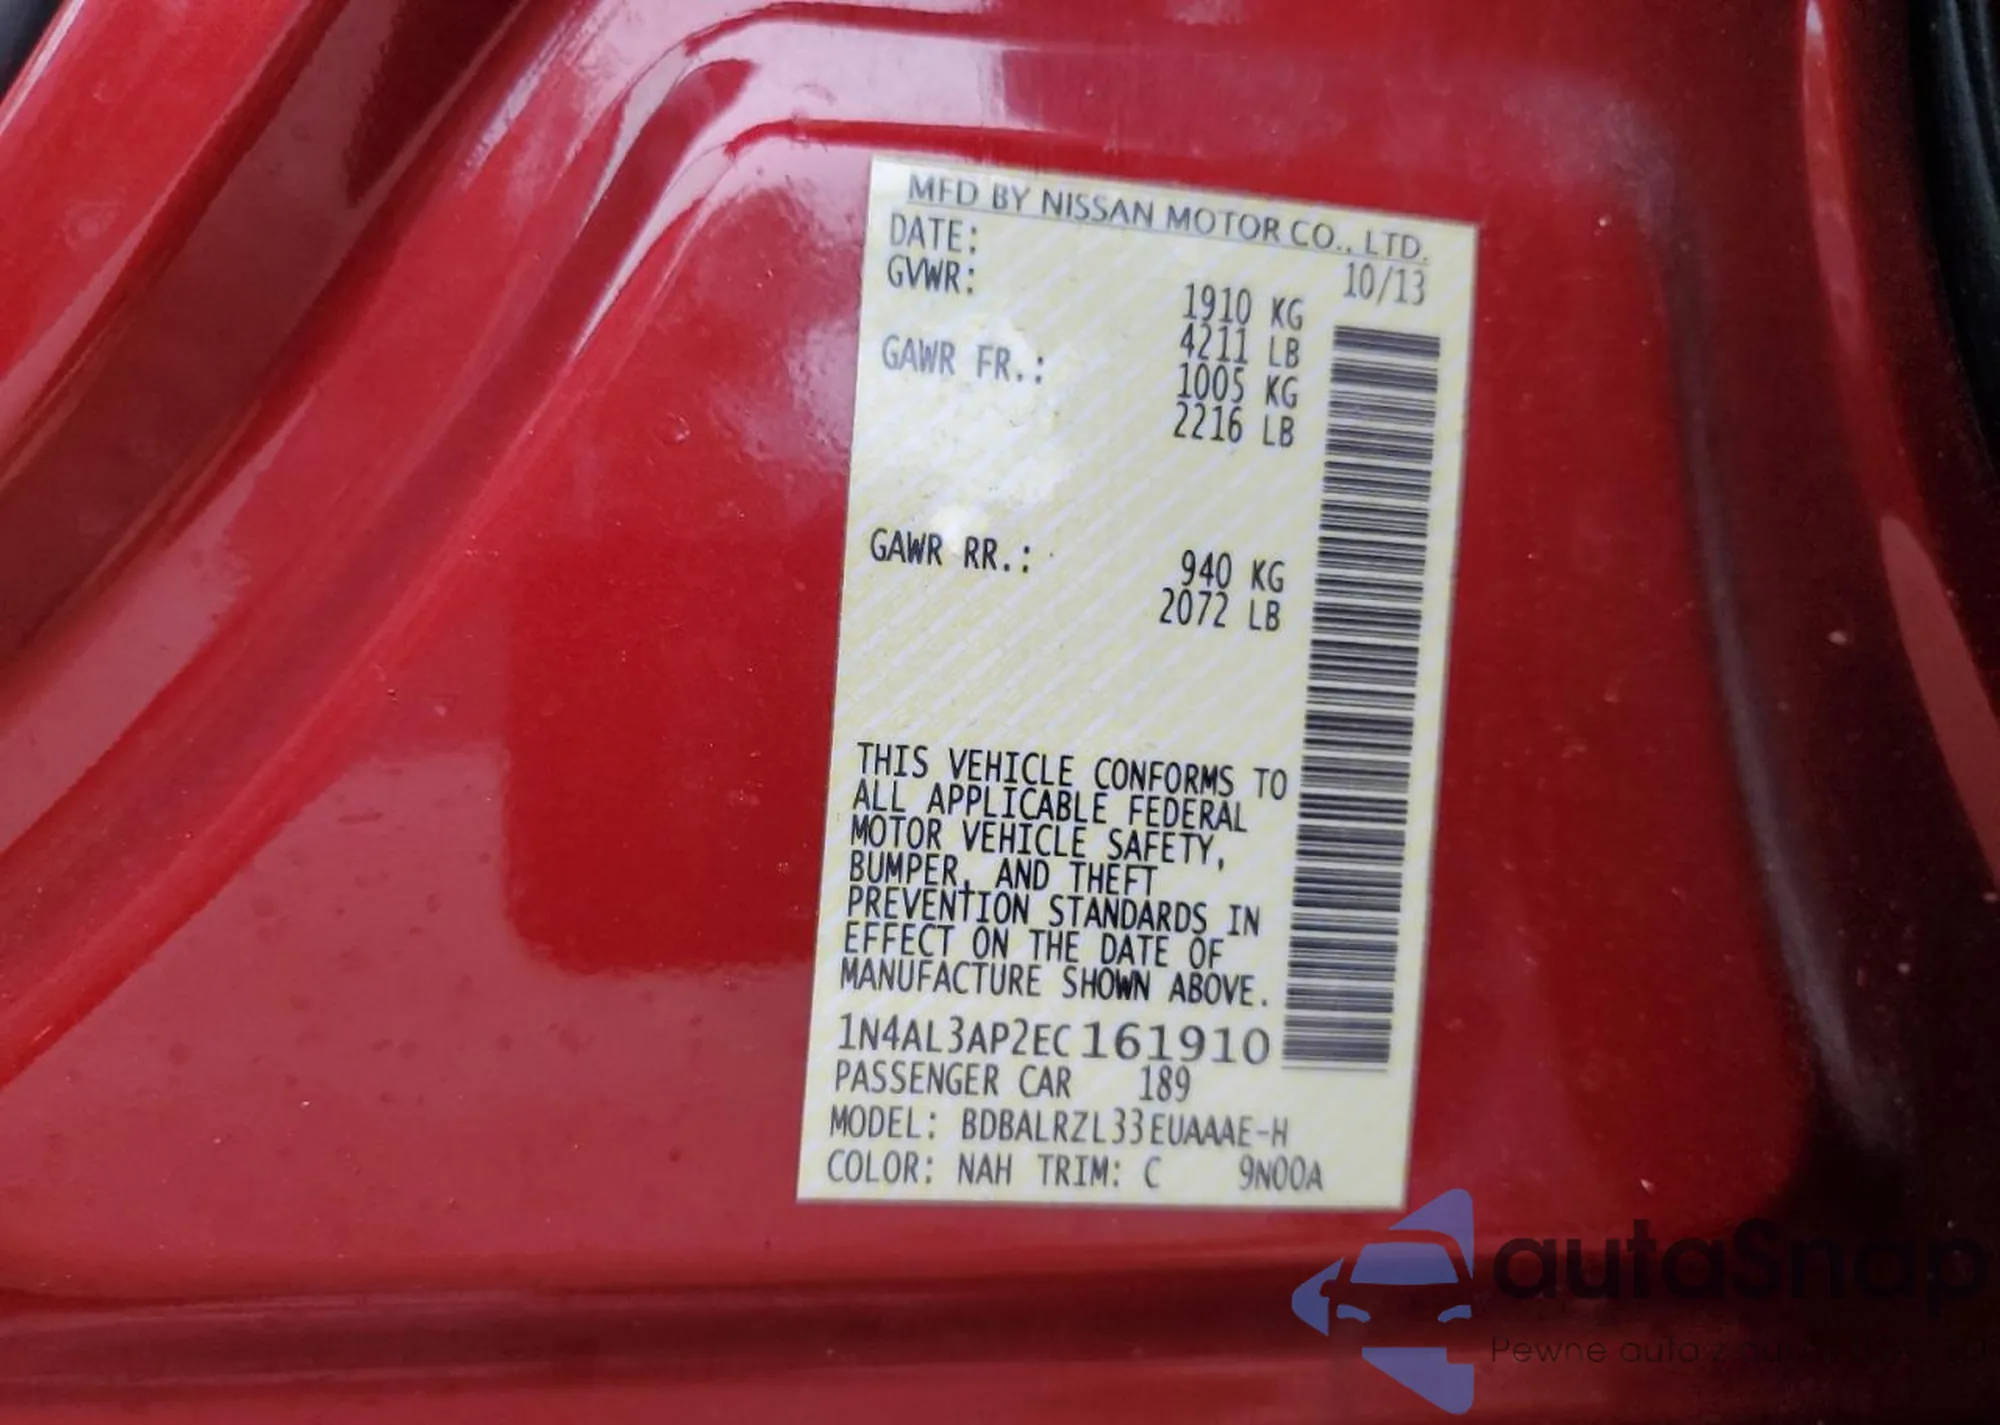 MFD BY NISSAN MOTOR CO., LTD.
DATE: 10/13
GVWR: 1910 KG
4211 LB
GAWR FR.: 1005 KG
2216 LB
GAWR RR.: 940 KG
2072 LB
THIS VEHICLE CONFORMS TO
ALL APPLICABLE FEDERAL
MOTOR VEHICLE SAFETY,
BUMPER, AND THEFT
PREVENTION STANDARDS IN
EFFECT ON THE DATE OF
MANUFACTURE SHOWN ABOVE.
1N4AL3AP2EC161910
PASSENGER CAR 189
MODEL: BDBALRZL33EUAAAE-H
COLOR: NAH TRIM: C 9N00A
autaSnap
Pewne auta z